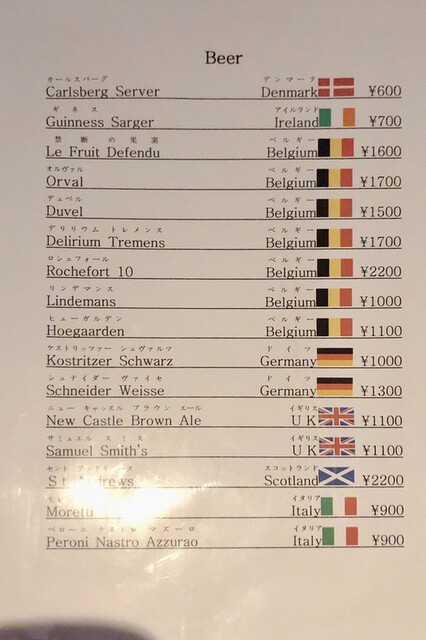 Beer
カールスバーグ デンマーク
Carlsberg Server Denmark ¥600
ギネス アイルランド
Guinness Sarger Ireland ¥700
禁断の果実 ベルギー
Le Fruit Defendu Belgium ¥1600
オルヴァル ベルギー
Orval Belgium ¥1700
デュベル ベルギー
Duvel Belgium ¥1500
デリリウム トレメンス ベルギー
Delirium Tremens Belgium ¥1700
ロシュフォール ベルギー
Rochefort 10 Belgium ¥2200
リンデマンス ベルギー
Lindemans Belgium ¥1000
ヒューガルデン ベルギー
Hoegaarden Belgium ¥1100
ケストリッツァー シュヴァルツ ドイツ
Kostritzer Schwarz Germany ¥1000
シュナイダー ヴァイセ ドイツ
Schneider Weisse Germany ¥1300
ニュー キャッスル ブラウン エール イギリス
New Castle Brown Ale UK ¥1100
サミュエル スミス イギリス
Samuel Smith's UK ¥1100
セント アンドリュース スコットランド
St Andrews Scotland ¥2200
イタリア
Moretu Italy ¥900
ペローニ ナストロ アズーロ イタリア
Peroni Nastro Azzurao Italy ¥900